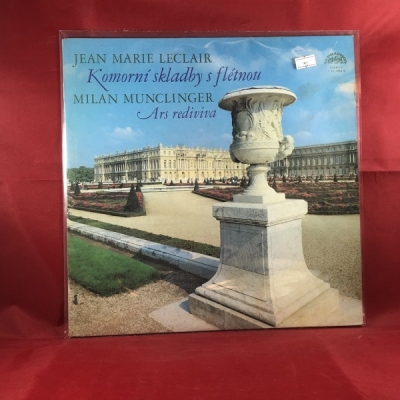 JEAN MARIE LECLAIR
Komorní skladby s flétnou
MILAN MUNCLINGER
Ars rediviva